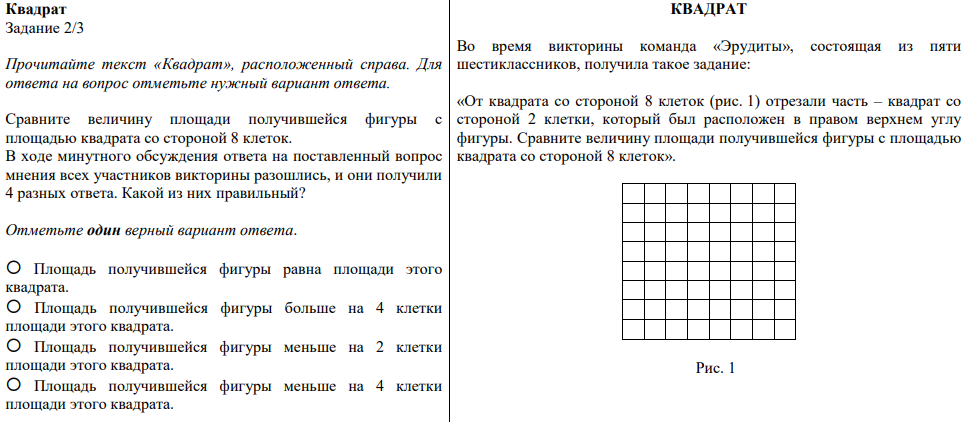 Квадрат
Задание 2/3
Прочитайте текст «Квадрат», расположенный справа. Для
ответа на вопрос отметьте нужный вариант ответа.
Сравните величину площади получившейся фигуры с
площадью квадрата со стороной 8 клеток.
В ходе минутного обсуждения ответа на поставленный вопрос
мнения всех участников викторины разошлись, и они получили
4 разных ответа. Какой из них правильный?
Отметьте один верный вариант ответа.
Площадь получившейся фигуры равна площади этого
квадрата.
Площадь получившейся фигуры больше на 4 клетки
площади этого квадрата.
Площадь получившейся фигуры меньше на 2 клетки
площади этого квадрата.
Площадь получившейся фигуры меньше на 4 клетки
площади этого квадрата.
КВАДРАТ
Во время викторины команда «Эрудиты», состоящая из пяти
шестиклассников, получила такое задание:
«От квадрата со стороной 8 клеток (рис. 1) отрезали часть – квадрат со
стороной 2 клетки, который был расположен в правом верхнем углу
фигуры. Сравните величину площади получившейся фигуры с площадью
квадрата со стороной 8 клеток».
Рис. 1